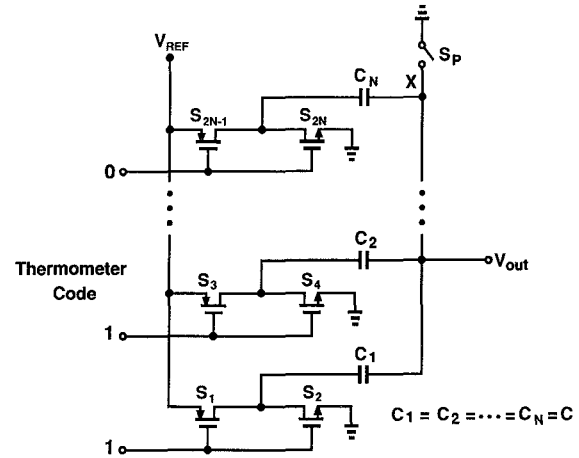 V_REF
S_P
C_N
X
S_2N-1
S_2N
0
C_2
V_out
Thermometer
Code
S_3
S_4
1
C_1
S_1
S_2
C_1 = C_2 = ••• = C_N = C
1